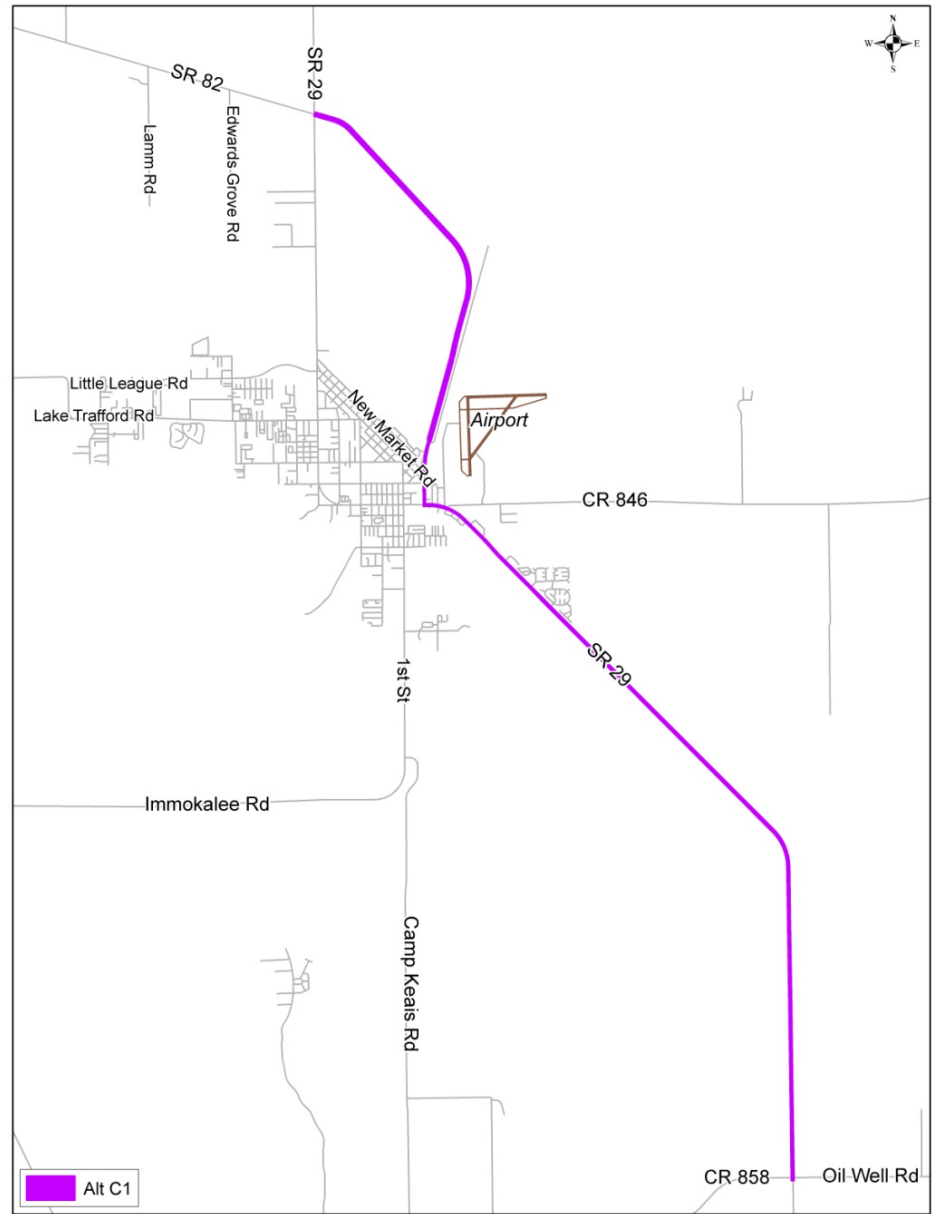 N
W E
S
SR 82
SR 29
Lamm Rd
Edwards Grove Rd
Little League Rd
Lake Trafford Rd
New Market Rd
Airport
CR 846
1st St
SR 29
Immokalee Rd
Camp Keais Rd
CR 858
Oil Well Rd
Alt C1